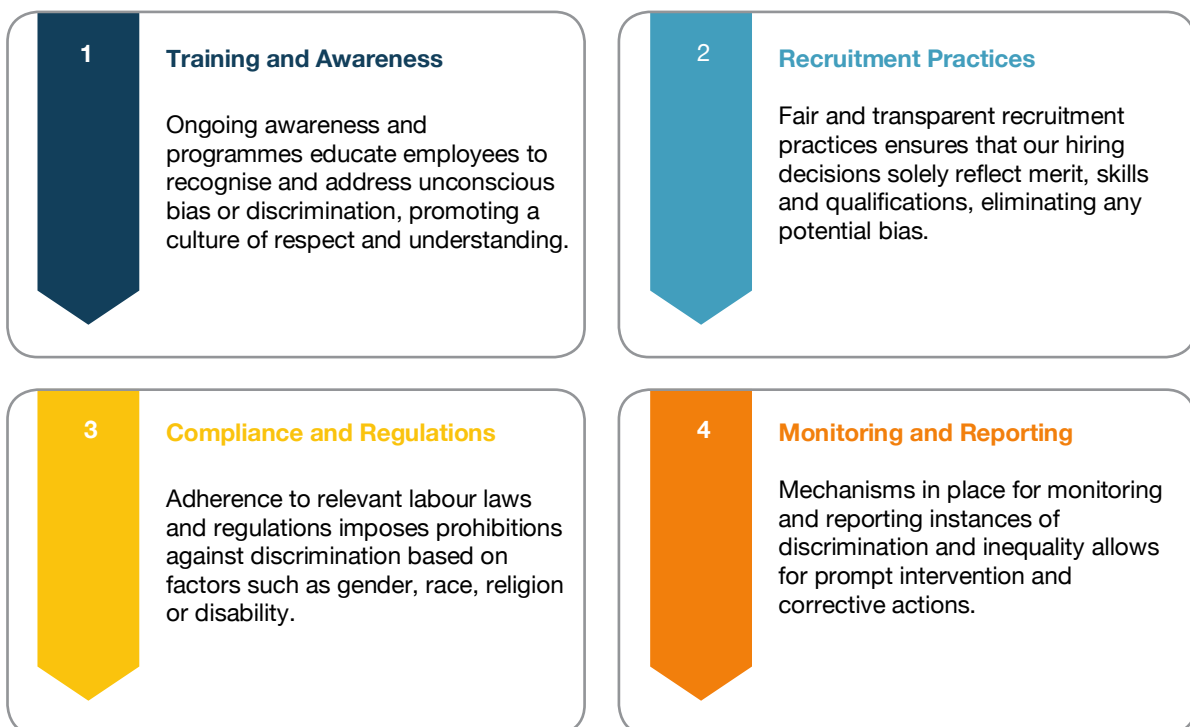 1
Training and Awareness
Ongoing awareness and
programmes educate employees to
recognise and address unconscious
bias or discrimination, promoting a
culture of respect and understanding.
2
Recruitment Practices
Fair and transparent recruitment
practices ensures that our hiring
decisions solely reflect merit, skills
and qualifications, eliminating any
potential bias.
3
Compliance and Regulations
Adherence to relevant labour laws
and regulations imposes prohibitions
against discrimination based on
factors such as gender, race, religion
or disability.
4
Monitoring and Reporting
Mechanisms in place for monitoring
and reporting instances of
discrimination and inequality allows
for prompt intervention and
corrective actions.